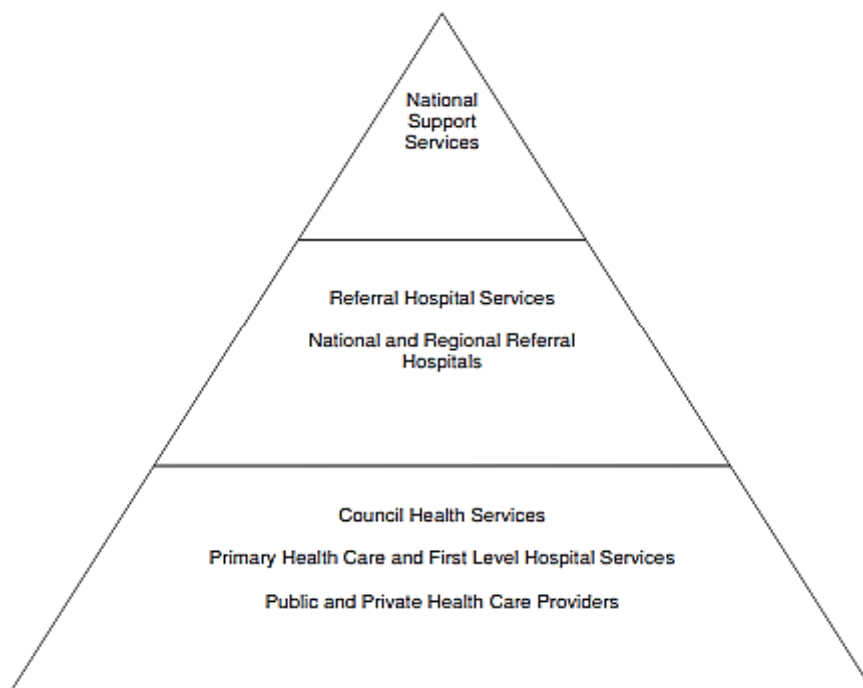 National
Support
Services
Referral Hospital Services
National and Regional Referral
Hospitals
Council Health Services
Primary Health Care and First Level Hospital Services
Public and Private Health Care Providers